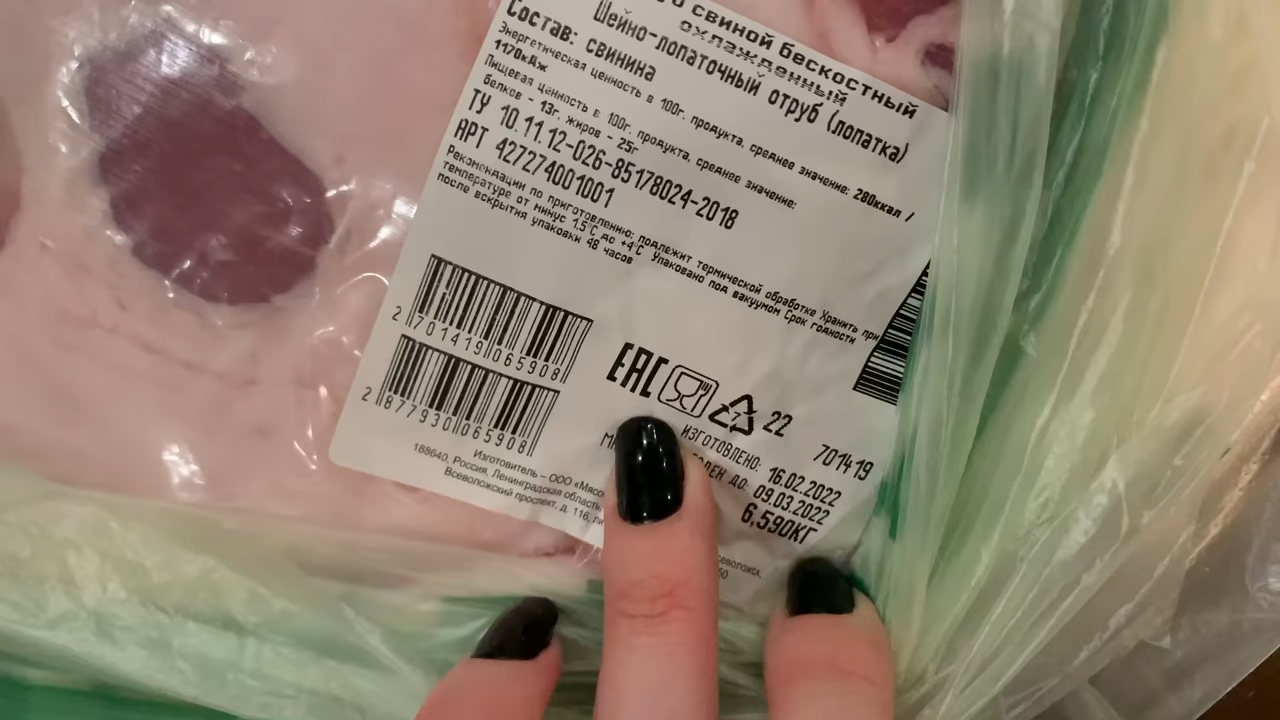 свиной бескостный
охлажденный
Шейно-лопаточный отруб (лопатка)
Состав: свинина
Энергетическая ценность в 100г. продукта, среднее значение: 280ккал /
1170кДж
Пищевая ценность в 100г. продукта, среднее значение:
белков - 13г, жиров - 25г
ТУ 10.11.12-026-85178024-2018
АРТ 427274001001
Рекомендации по приготовлению: подлежит термической обработке Хранить при
температуре от минус 1,5°С до +4°С Упаковано под вакуумом Срок годности
после вскрытия упаковки 48 часов
2 701419 065908
2 877930 065908
ЕАС
7
22
701419
ИЗГОТОВЛЕНО: 16.02.2022
ДО: 09.03.2022
6,590КГ
Изготовитель – ООО
188640, Россия, Ленинградская область,
Всеволожский проспект, д. 116,